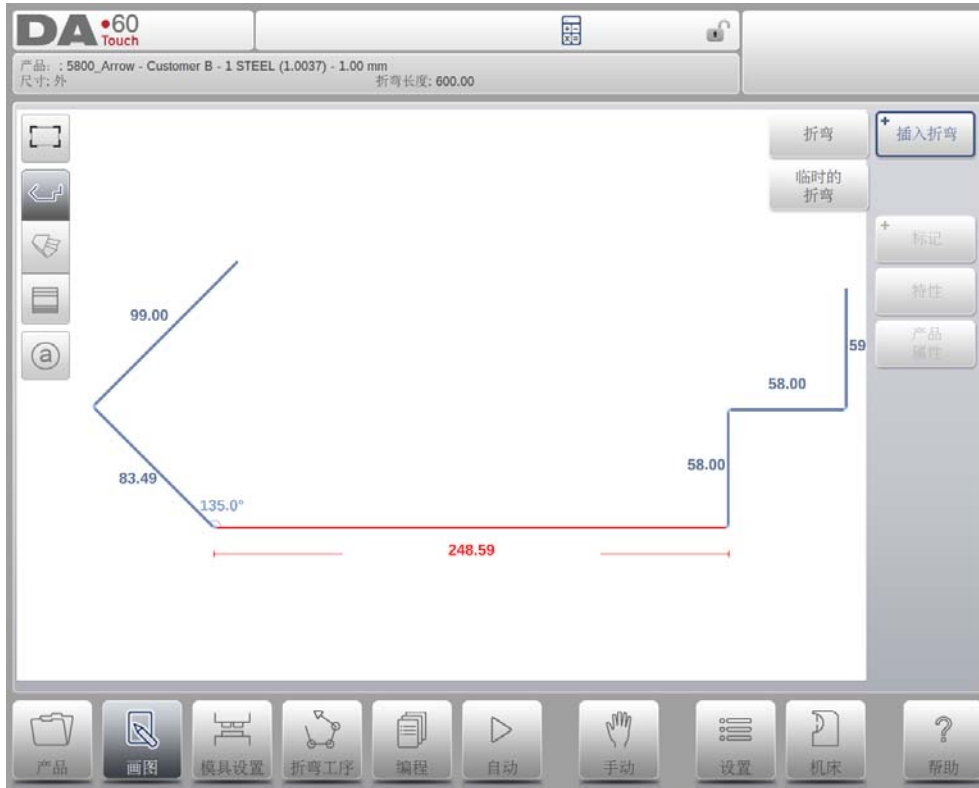 DA•60
Touch
产品: : 5800_Arrow - Customer B - 1 STEEL (1.0037) - 1.00 mm
尺寸: 外 折弯长度: 600.00
折弯
+ 插入折弯
临时的
折弯
+ 标记
特性
产品
属性
a
99.00
59
58.00
83.49
58.00
135.0°
248.59
产品
画图
模具设置
折弯工序
编程
自动
手动
设置
机床
?
帮助